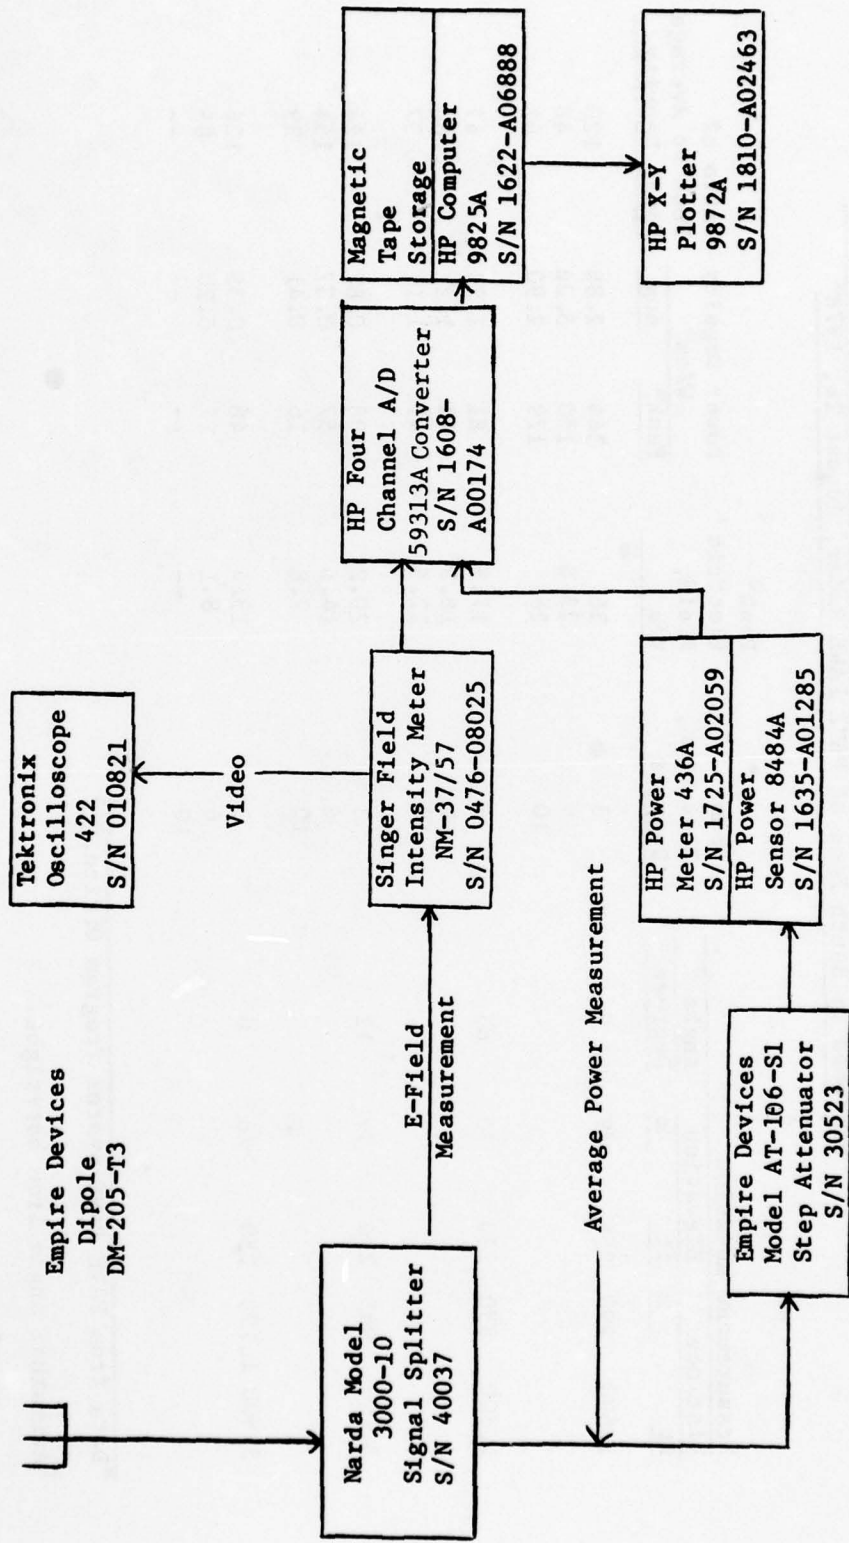 Empire Devices
Dipole
DM-205-T3
Tektronix
Oscilloscope
422
S/N 010821
Video
Narda Model
3000-10
Signal Splitter
S/N 40037
E-Field
Measurement
Singer Field
Intensity Meter
NM-37/57
S/N 0476-08025
HP Four
Channel A/D
59313A Converter
S/N 1608-
A00174
Magnetic
Tape
Storage
HP Computer
9825A
S/N 1622-A06888
HP X-Y
Plotter
9872A
S/N 1810-A02463
Average Power Measurement
Empire Devices
Model AT-106-S1
Step Attenuator
S/N 30523
HP Power
Meter 436A
S/N 1725-A02059
HP Power
Sensor 8484A
S/N 1635-A01285